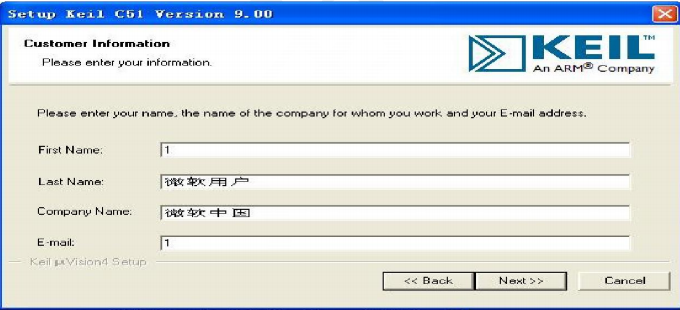 Setup Keil C51 Version 9.00
Customer Information
Please enter your information.
KEIL™
An ARM® Company
Please enter your name, the name of the company for whom you work and your E-mail address.
First Name: 1
Last Name: 微软用户
Company Name: 微软中国
E-mail: 1
Keil µVision4 Setup
<< Back Next >> Cancel